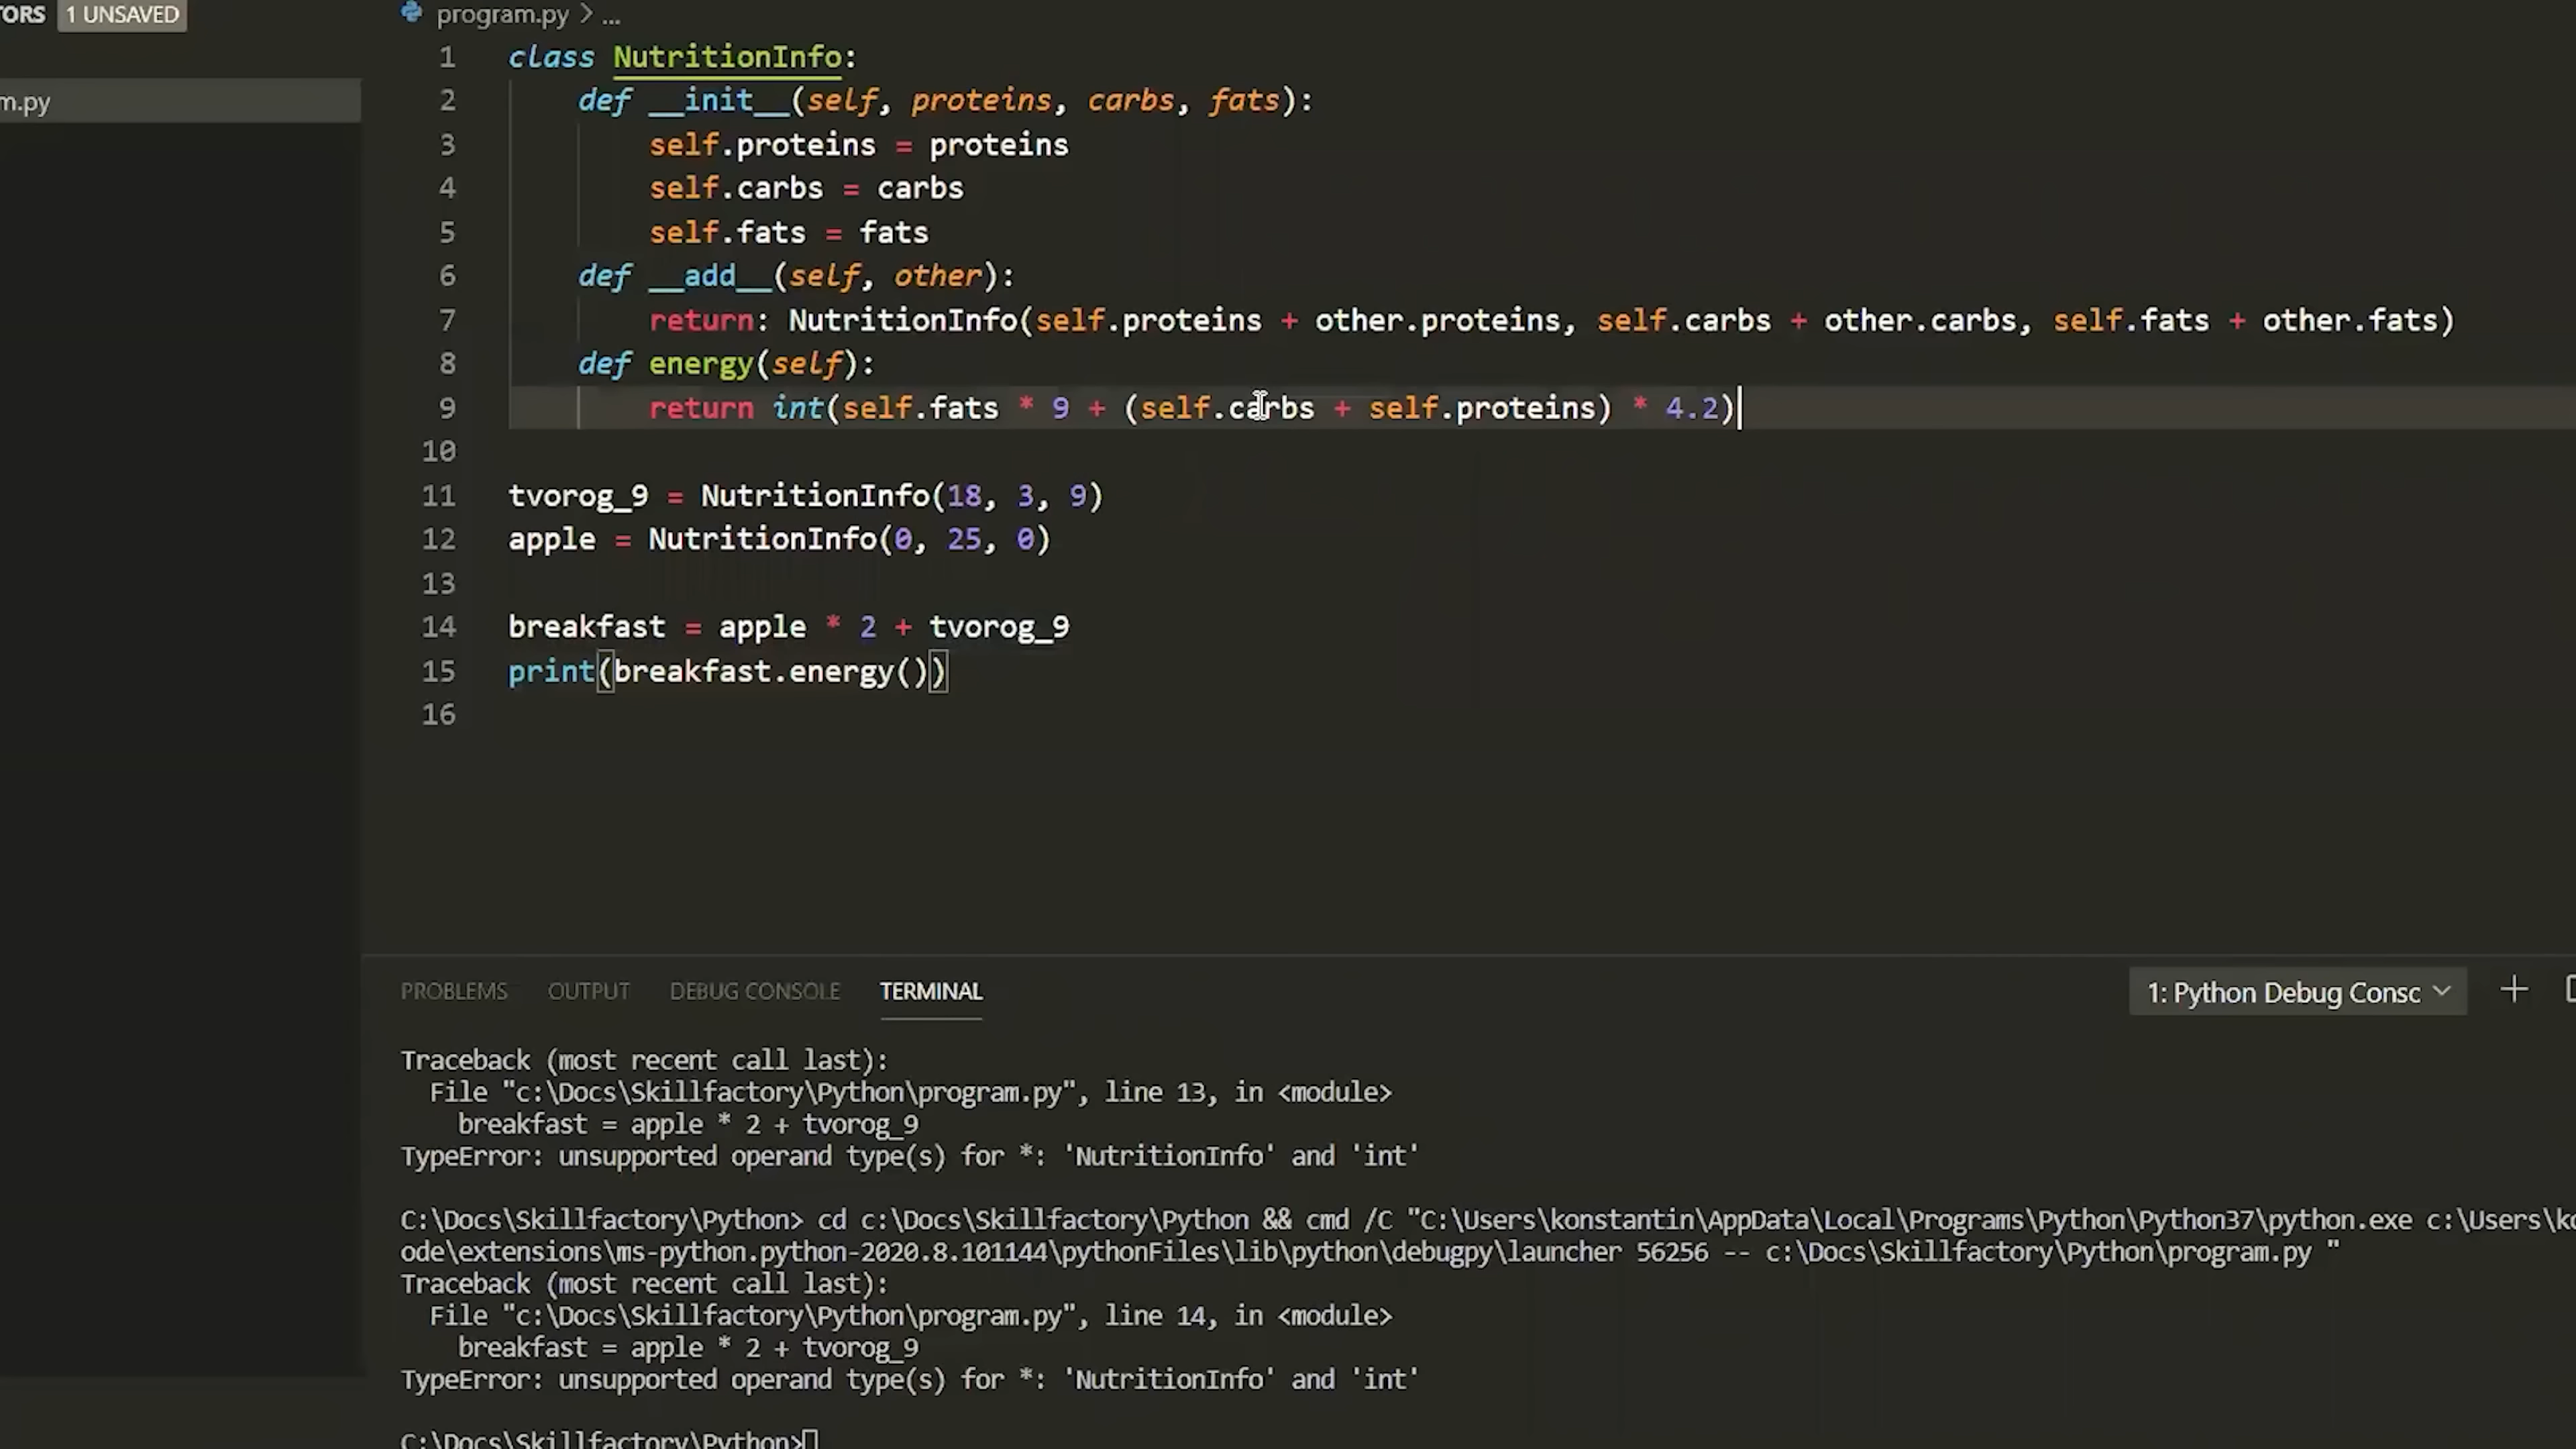 TORS 1 UNSAVED
program.py > ...
m.py
1 class NutritionInfo:
2 def __init__(self, proteins, carbs, fats):
3 self.proteins = proteins
4 self.carbs = carbs
5 self.fats = fats
6 def __add__(self, other):
7 return: NutritionInfo(self.proteins + other.proteins, self.carbs + other.carbs, self.fats + other.fats)
8 def energy(self):
9 return int(self.fats * 9 + (self.carbs + self.proteins) * 4.2)
10
11 tvorog_9 = NutritionInfo(18, 3, 9)
12 apple = NutritionInfo(0, 25, 0)
13
14 breakfast = apple * 2 + tvorog_9
15 print(breakfast.energy())
16
PROBLEMS OUTPUT DEBUG CONSOLE TERMINAL 1: Python Debug Consc
Traceback (most recent call last):
File "c:\Docs\Skillfactory\Python\program.py", line 13, in <module>
breakfast = apple * 2 + tvorog_9
TypeError: unsupported operand type(s) for *: 'NutritionInfo' and 'int'
C:\Docs\Skillfactory\Python> cd c:\Docs\Skillfactory\Python && cmd /C "C:\Users\konstantin\AppData\Local\Programs\Python\Python37\python.exe c:\Users\ko
ode\extensions\ms-python.python-2020.8.101144\pythonFiles\lib\python\debugpy\launcher 56256 -- c:\Docs\Skillfactory\Python\program.py "
Traceback (most recent call last):
File "c:\Docs\Skillfactory\Python\program.py", line 14, in <module>
breakfast = apple * 2 + tvorog_9
TypeError: unsupported operand type(s) for *: 'NutritionInfo' and 'int'
C:\Docs\Skillfactory\Python>